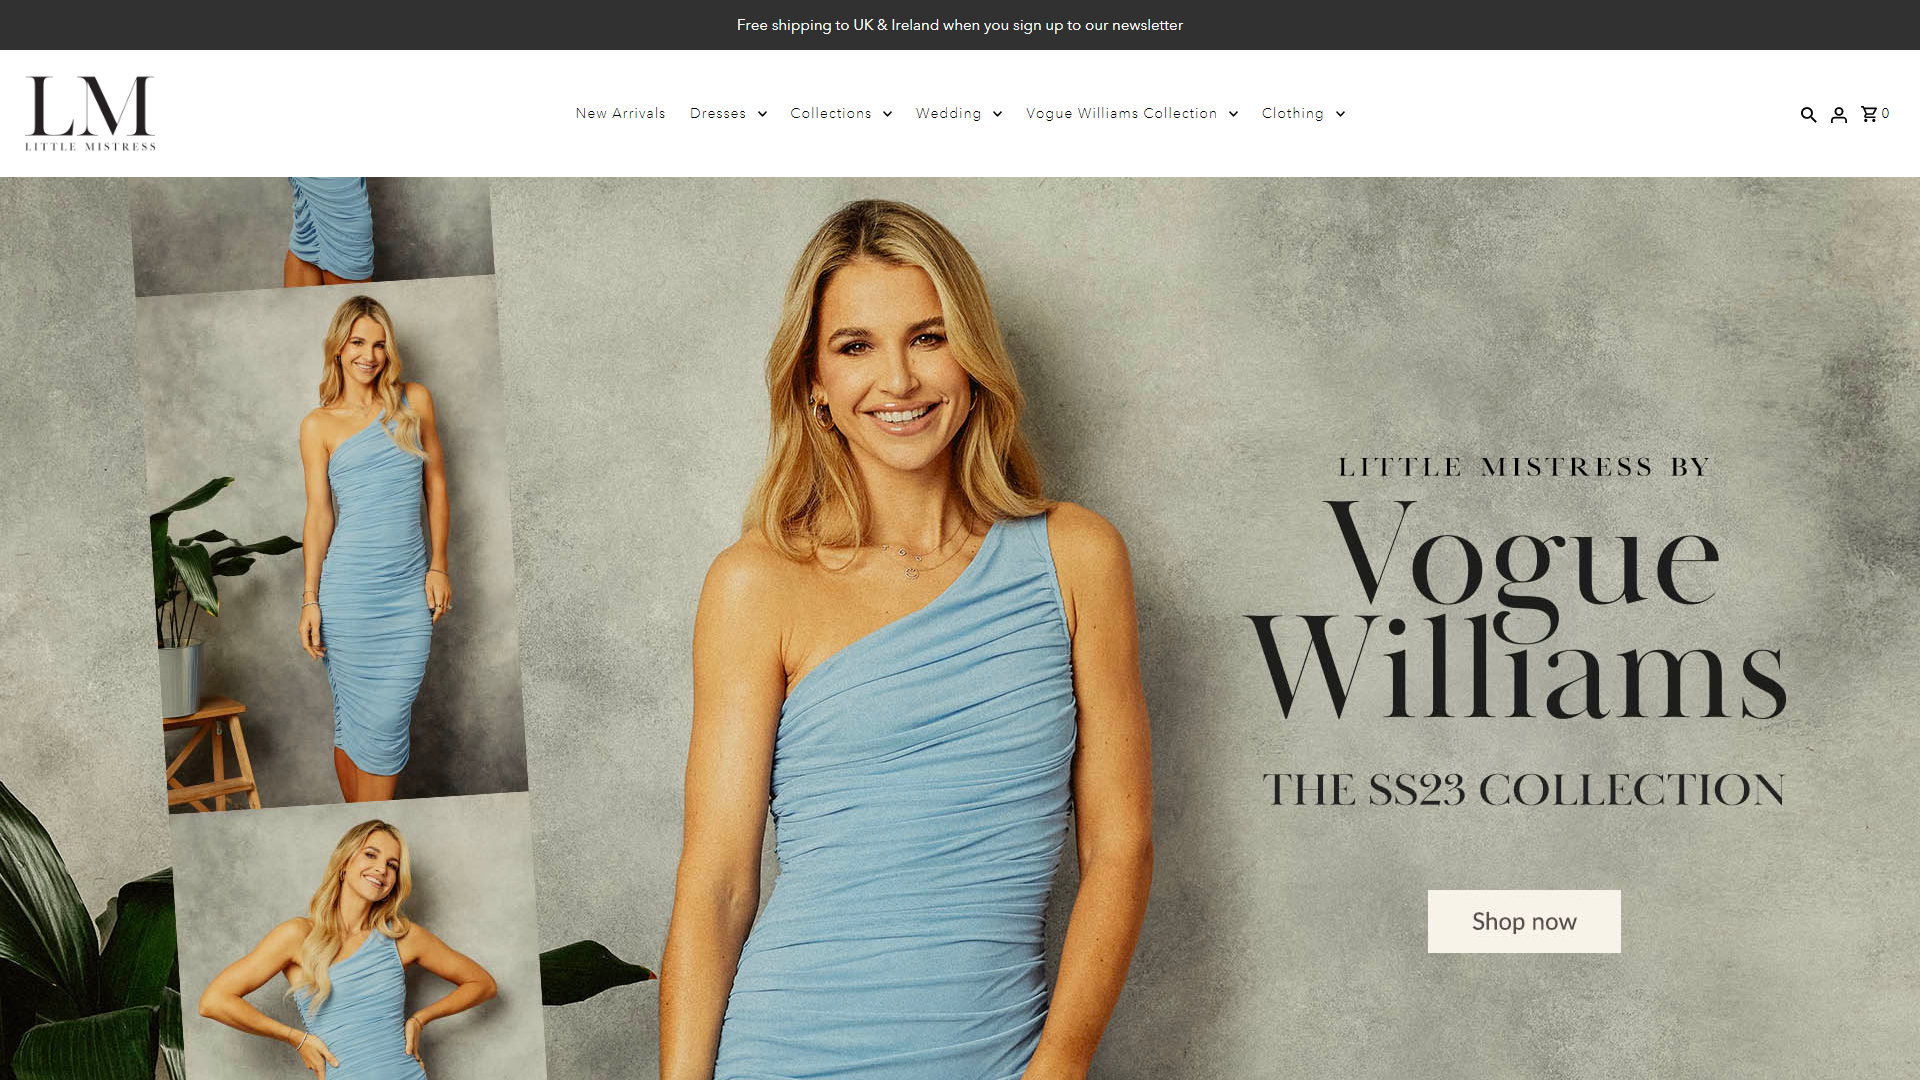 Free shipping to UK & Ireland when you sign up to our newsletter
LM
LITTLE MISTRESS
New Arrivals Dresses Collections Wedding Vogue Williams Collection Clothing 0
LITTLE MISTRESS BY
Vogue
Williams
THE SS23 COLLECTION
Shop now